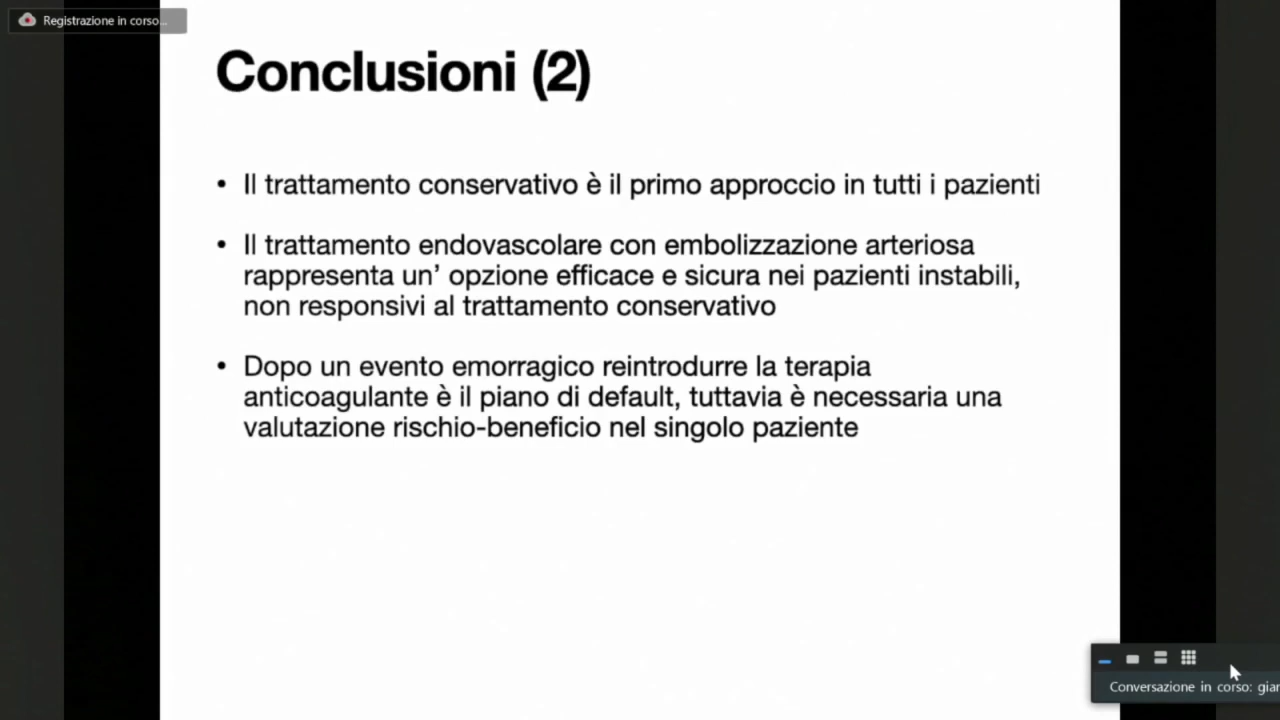 Registrazione in corso...
Conclusioni (2)
• Il trattamento conservativo è il primo approccio in tutti i pazienti
• Il trattamento endovascolare con embolizzazione arteriosa
rappresenta un’ opzione efficace e sicura nei pazienti instabili,
non responsivi al trattamento conservativo
• Dopo un evento emorragico reintrodurre la terapia
anticoagulante è il piano di default, tuttavia è necessaria una
valutazione rischio-beneficio nel singolo paziente
Conversazione in corso: